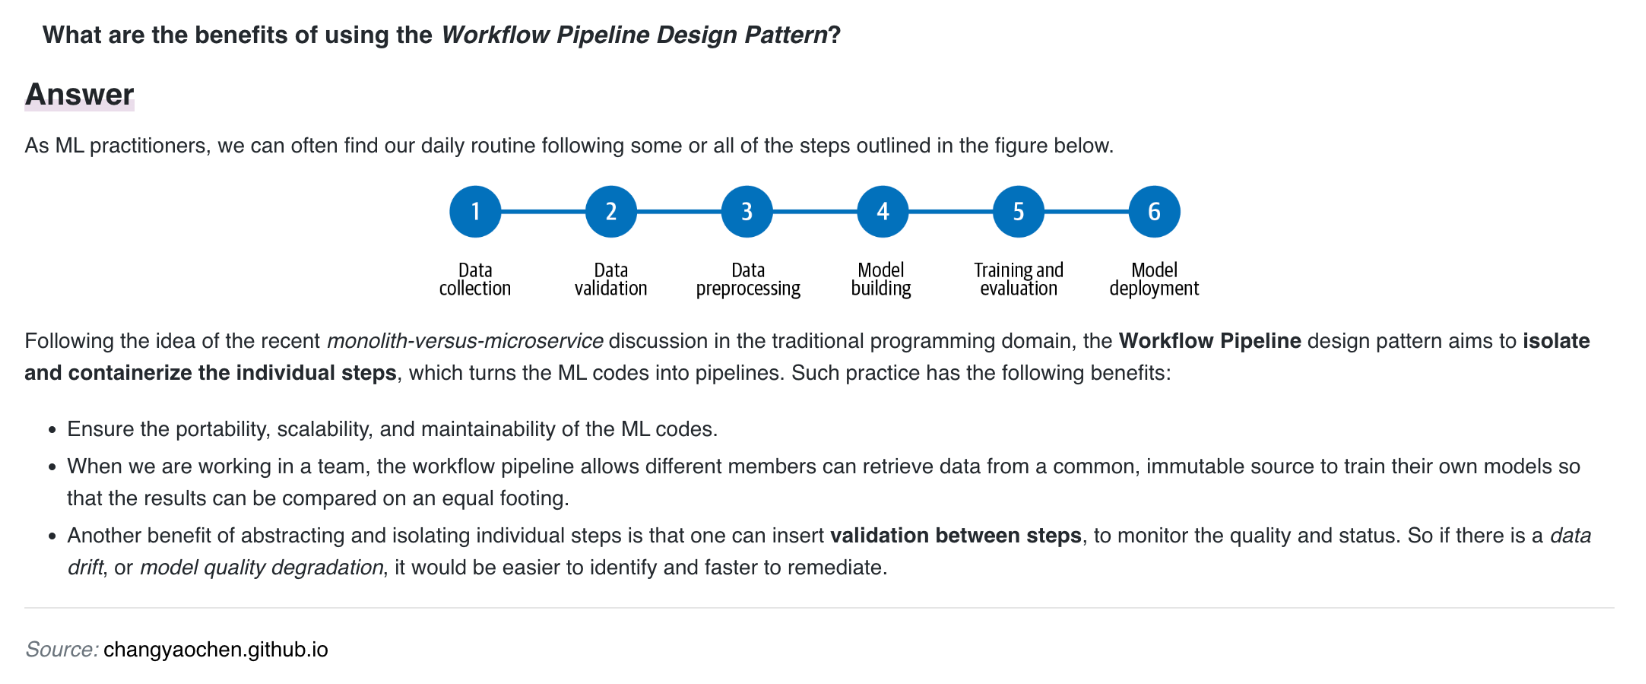 What are the benefits of using the Workflow Pipeline Design Pattern?
Answer
As ML practitioners, we can often find our daily routine following some or all of the steps outlined in the figure below.
1 2 3 4 5 6
Data Data Data Model Training and Model
collection validation preprocessing building evaluation deployment
Following the idea of the recent monolith-versus-microservice discussion in the traditional programming domain, the Workflow Pipeline design pattern aims to isolate
and containerize the individual steps, which turns the ML codes into pipelines. Such practice has the following benefits:
• Ensure the portability, scalability, and maintainability of the ML codes.
• When we are working in a team, the workflow pipeline allows different members can retrieve data from a common, immutable source to train their own models so
that the results can be compared on an equal footing.
• Another benefit of abstracting and isolating individual steps is that one can insert validation between steps, to monitor the quality and status. So if there is a data
drift, or model quality degradation, it would be easier to identify and faster to remediate.
Source: changyaochen.github.io